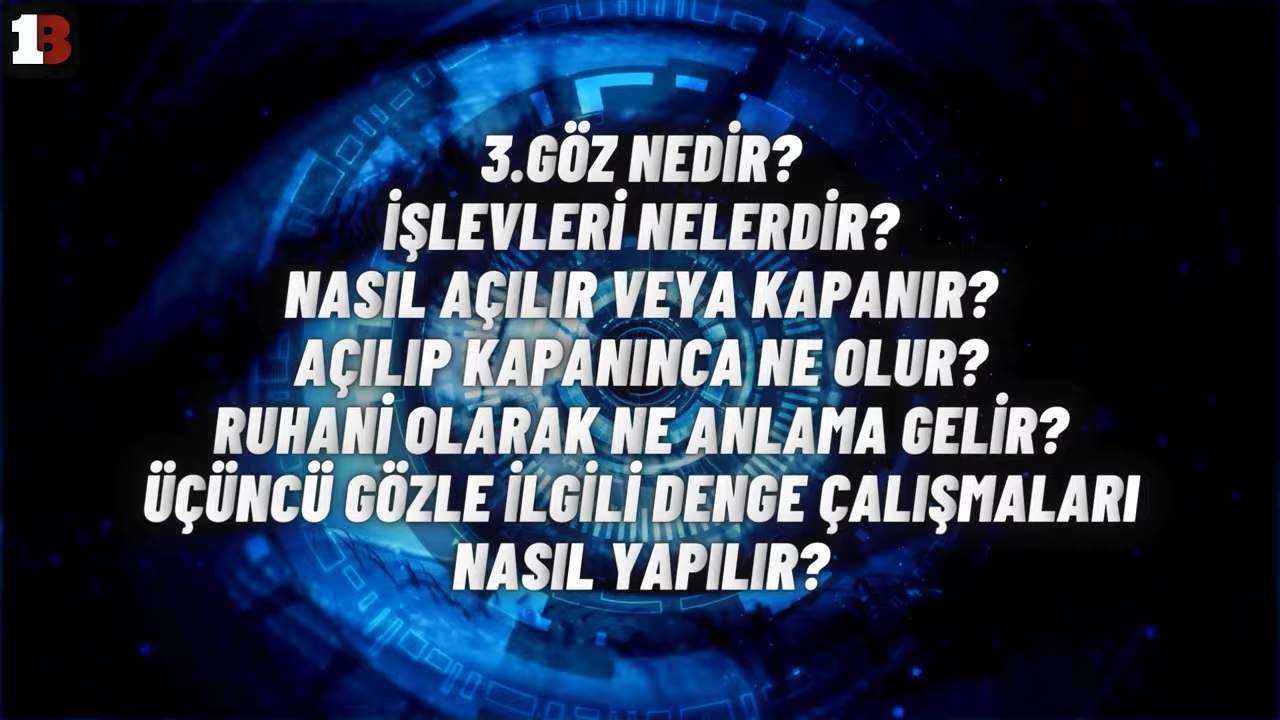 1B
3.GÖZ NEDİR?
İŞLEVLERİ NELERDİR?
NASIL AÇILIR VEYA KAPANIR?
AÇILIP KAPANINCA NE OLUR?
RUHANİ OLARAK NE ANLAMA GELİR?
ÜÇÜNCÜ GÖZLE İLGİLİ DENGE ÇALIŞMALARI
NASIL YAPILIR?